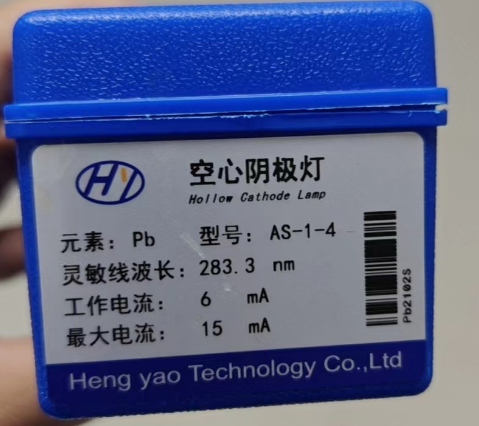 HY
空心阴极灯
Hollow Cathode Lamp
元素: Pb 型号: AS-1-4
灵敏线波长: 283.3 nm
工作电流: 6 mA
最大电流: 15 mA
Pb2102S
Heng yao Technology Co.,Ltd